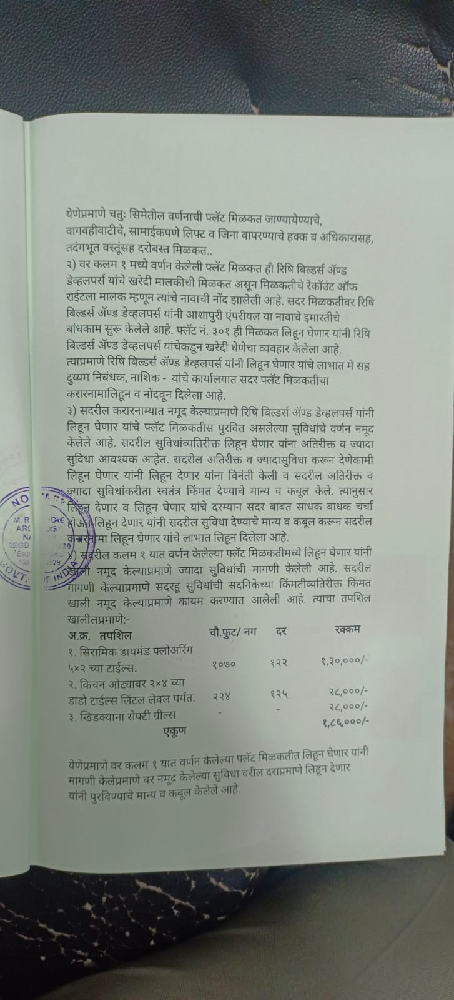 येणेप्रमाणे चतुः सिमेतील वर्णनाची फ्लॅट मिळकत जाण्यायेण्याचे,
वागवहीवाटीचे, सामाईकपणे लिफ्ट व जिना वापरण्याचे हक्क व अधिकारासह,
तदंगभूत वस्तूंसह दरोबस्त मिळकत..
२) वर कलम १ मध्ये वर्णन केलेली फ्लॅट मिळकत ही रिषि बिल्डर्स ॲण्ड
डेव्हलपर्स यांचे खरेदी मालकीची मिळकत असून मिळकतीचे रेकॉउंट ऑफ
राईटला मालक म्हणून त्यांचे नावाची नोंद झालेली आहे. सदर मिळकतीवर रिषि
बिल्डर्स ॲण्ड डेव्हलपर्स यांनी आशापुरी एंपरीयल या नावाचे इमारतीचे
बांधकाम सुरू केलेले आहे. फ्लॅट नं. ३०१ ही मिळकत लिहून घेणार यांनी रिषि
बिल्डर्स ॲण्ड डेव्हलपर्स यांचेकडून खरेदी घेणेचा व्यवहार केलेला आहे.
त्याप्रमाणे रिषि बिल्डर्स ॲण्ड डेव्हलपर्स यांनी लिहून घेणार यांचे लाभात मे सह
दुय्यम निबंधक, नाशिक - यांचे कार्यालयात सदर फ्लॅट मिळकतीचा
करारनामालिहून व नोंदवून दिलेला आहे.
३) सदरील करारनाम्यात नमूद केल्याप्रमाणे रिषि बिल्डर्स ॲण्ड डेव्हलपर्स यांनी
लिहून घेणार यांचे फ्लॅट मिळकतीस पुरवित असलेल्या सुविधांचे वर्णन नमूद
केलेले आहे. सदरील सुविधांव्यतिरीक्त लिहून घेणार यांना अतिरीक्त व ज्यादा
सुविधा आवश्यक आहेत. सदरील अतिरीक्त व ज्यादासुविधा करून देणेकामी
लिहून घेणार यांनी लिहून देणार यांना विनंती केली व सदरील अतिरीक्त व
ज्यादा सुविधांकरीता स्वतंत्र किंमत देण्याचे मान्य व कबूल केले. त्यानुसार
लिहून देणार व लिहून घेणार यांचे दरम्यान सदर बाबत साधक बाधक चर्चा
होऊन लिहून देणार यांनी सदरील सुविधा देण्याचे मान्य व कबूल करून सदरील
करारनामा लिहून घेणार यांचे लाभात लिहून दिलेला आहे.
४) सदरील कलम १ यात वर्णन केलेल्या फ्लॅट मिळकतीमध्ये लिहून घेणार यांनी
खाली नमूद केल्याप्रमाणे ज्यादा सुविधांची मागणी केलेली आहे. सदरील
मागणी केल्याप्रमाणे सदरहू सुविधांची सदनिकेच्या किंमतीव्यतिरीक्त किंमत
खाली नमूद केल्याप्रमाणे कायम करण्यात आलेली आहे. त्याचा तपशिल
खालीलप्रमाणे:-
अ.क्र. तपशिल चौ.फुट/ नग दर रक्कम
१. सिरामिक डायमंड फ्लोअरिंग
५×२ च्या टाईल्स. १०७० १२२ १,३०,०००/-
२. किचन ओट्यावर २×४ च्या
डाडो टाईल्स लिंटल लेवल पर्यंत. २२४ १२५ २८,०००/-
३. खिडक्याना सेफ्टी ग्रील्स - - २८,०००/-
एकूण १,८६,०००/-
येणेप्रमाणे वर कलम १ यात वर्णन केलेल्या फ्लॅट मिळकतीत लिहून घेणार यांनी
मागणी केलेप्रमाणे वर नमूद केलेल्या सुविधा वरील दराप्रमाणे लिहून देणार
यांनी पुरविण्याचे मान्य व कबूल केलेले आहे.
NOTARY
M. R
GOVT. OF INDIA